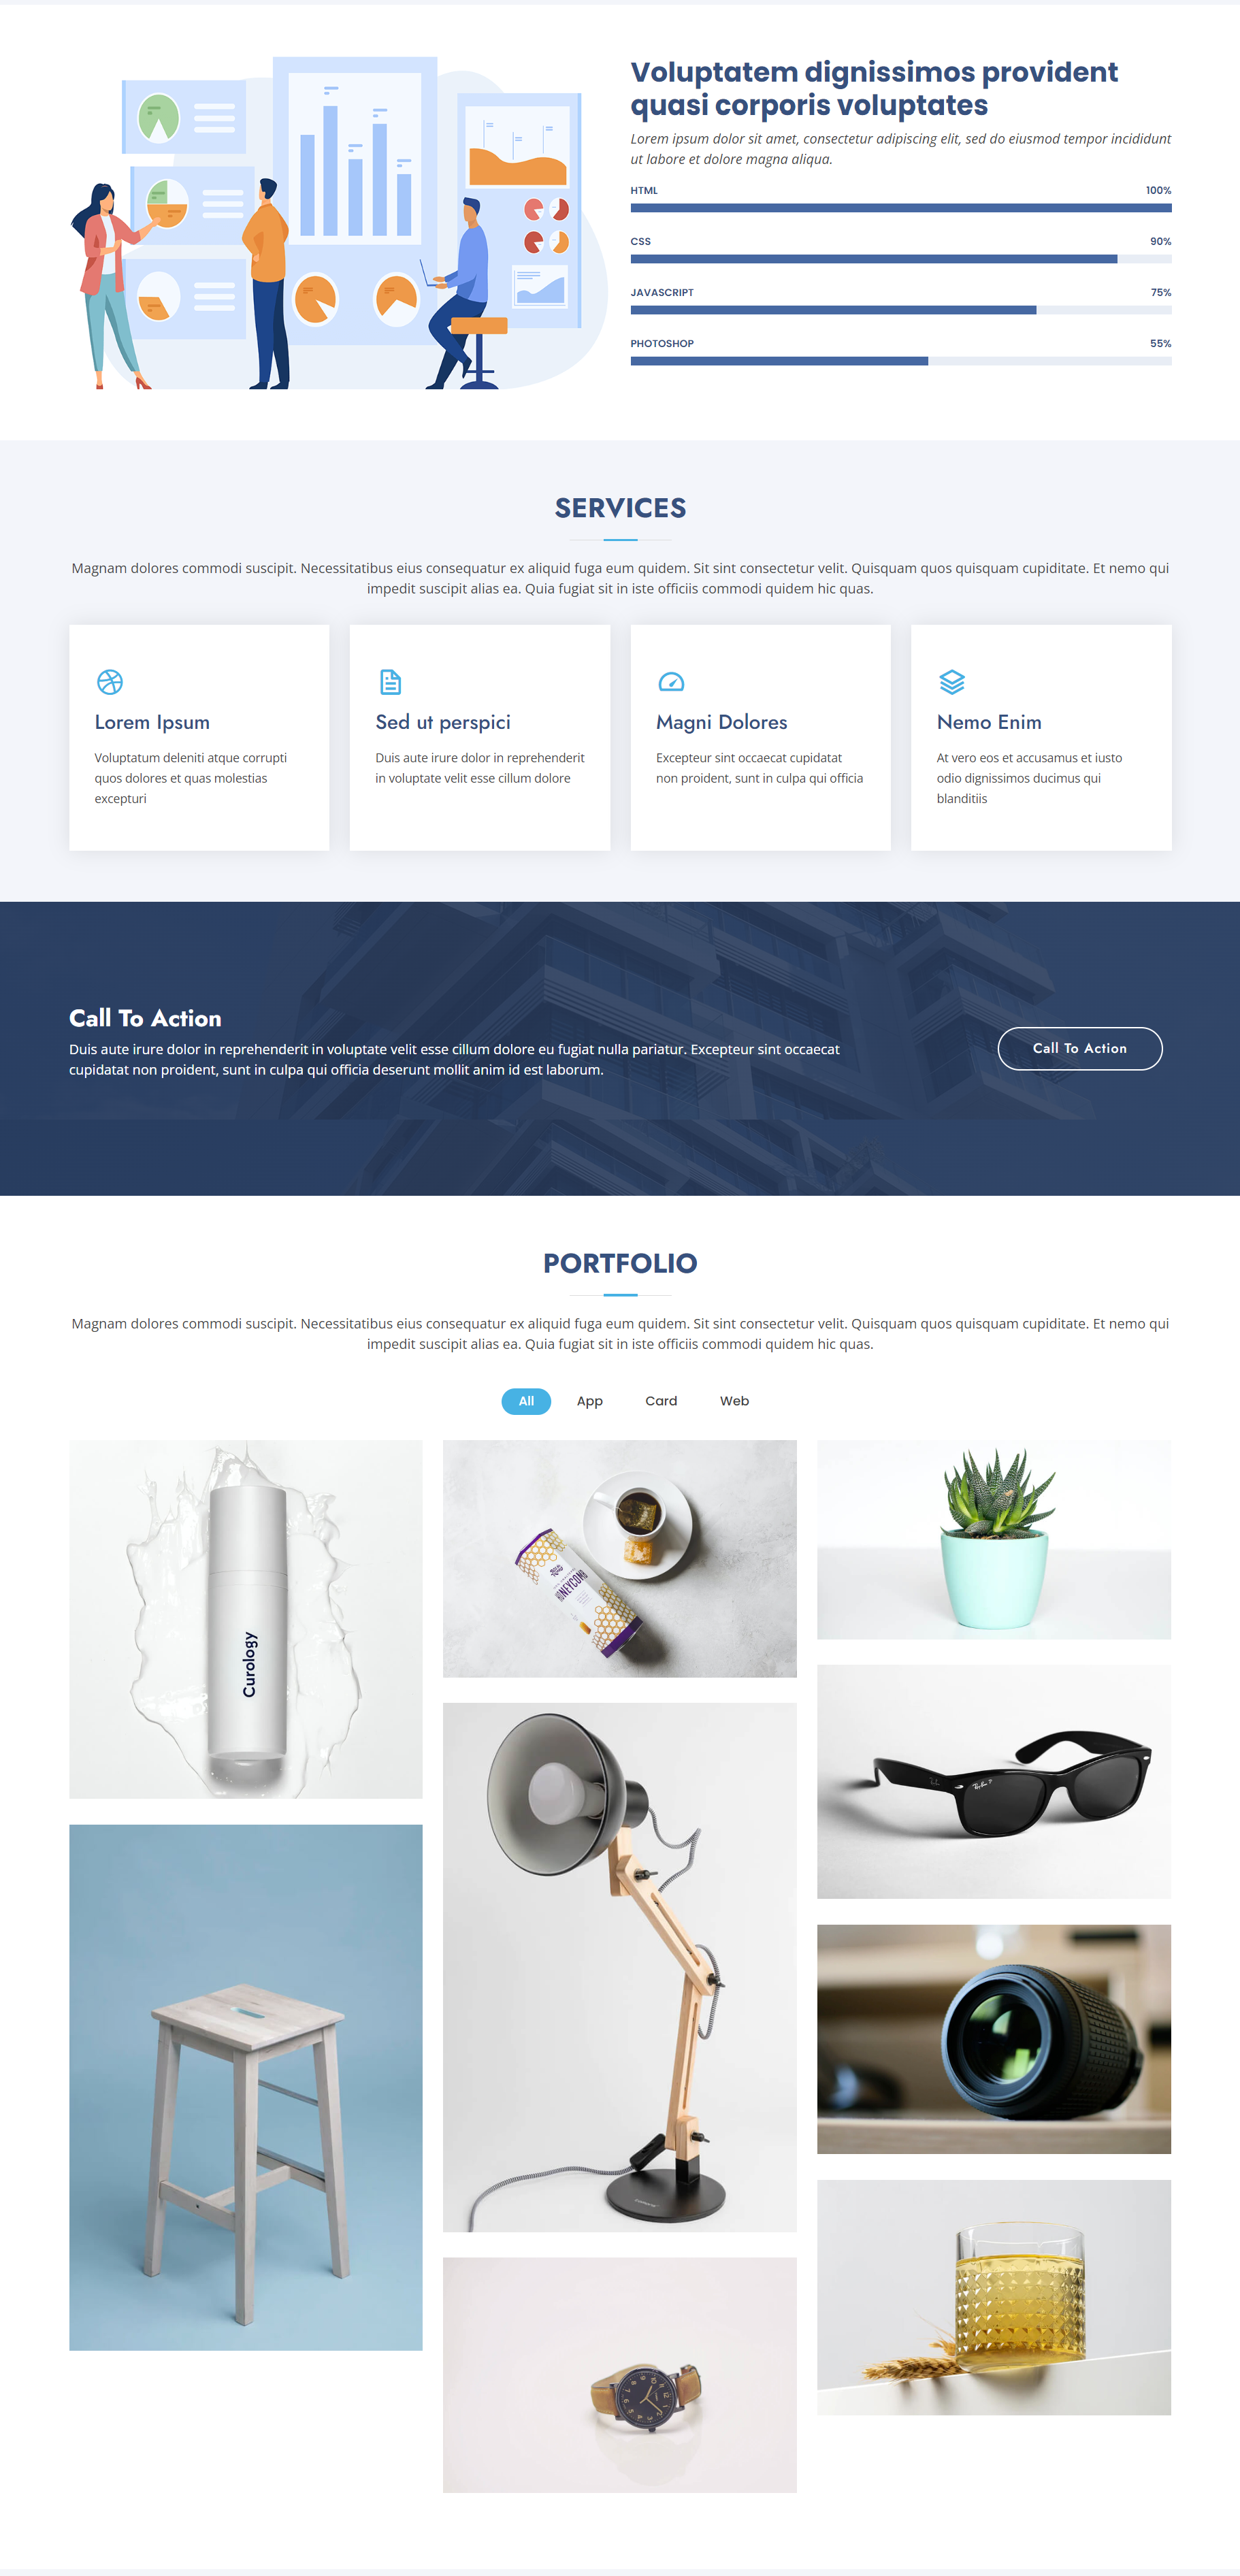 Voluptatem dignissimos provident
quasi corporis voluptates
Lorem ipsum dolor sit amet, consectetur adipiscing elit, sed do eiusmod tempor incididunt
ut labore et dolore magna aliqua.
HTML 100%
CSS 90%
JAVASCRIPT 75%
PHOTOSHOP 55%
SERVICES
Magnam dolores commodi suscipit. Necessitatibus eius consequatur ex aliquid fuga eum quidem. Sit sint consectetur velit. Quisquam quos quisquam cupiditate. Et nemo qui
impedit suscipit alias ea. Quia fugiat sit in iste officiis commodi quidem hic quas.
Lorem Ipsum
Voluptatum deleniti atque corrupti
quos dolores et quas molestias
excepturi
Sed ut perspici
Duis aute irure dolor in reprehenderit
in voluptate velit esse cillum dolore
Magni Dolores
Excepteur sint occaecat cupidatat
non proident, sunt in culpa qui officia
Nemo Enim
At vero eos et accusamus et iusto
odio dignissimos ducimus qui
blanditiis
Call To Action
Duis aute irure dolor in reprehenderit in voluptate velit esse cillum dolore eu fugiat nulla pariatur. Excepteur sint occaecat
cupidatat non proident, sunt in culpa qui officia deserunt mollit anim id est laborum.
Call To Action
PORTFOLIO
Magnam dolores commodi suscipit. Necessitatibus eius consequatur ex aliquid fuga eum quidem. Sit sint consectetur velit. Quisquam quos quisquam cupiditate. Et nemo qui
impedit suscipit alias ea. Quia fugiat sit in iste officiis commodi quidem hic quas.
All App Card Web
Curology
Ray-Ban